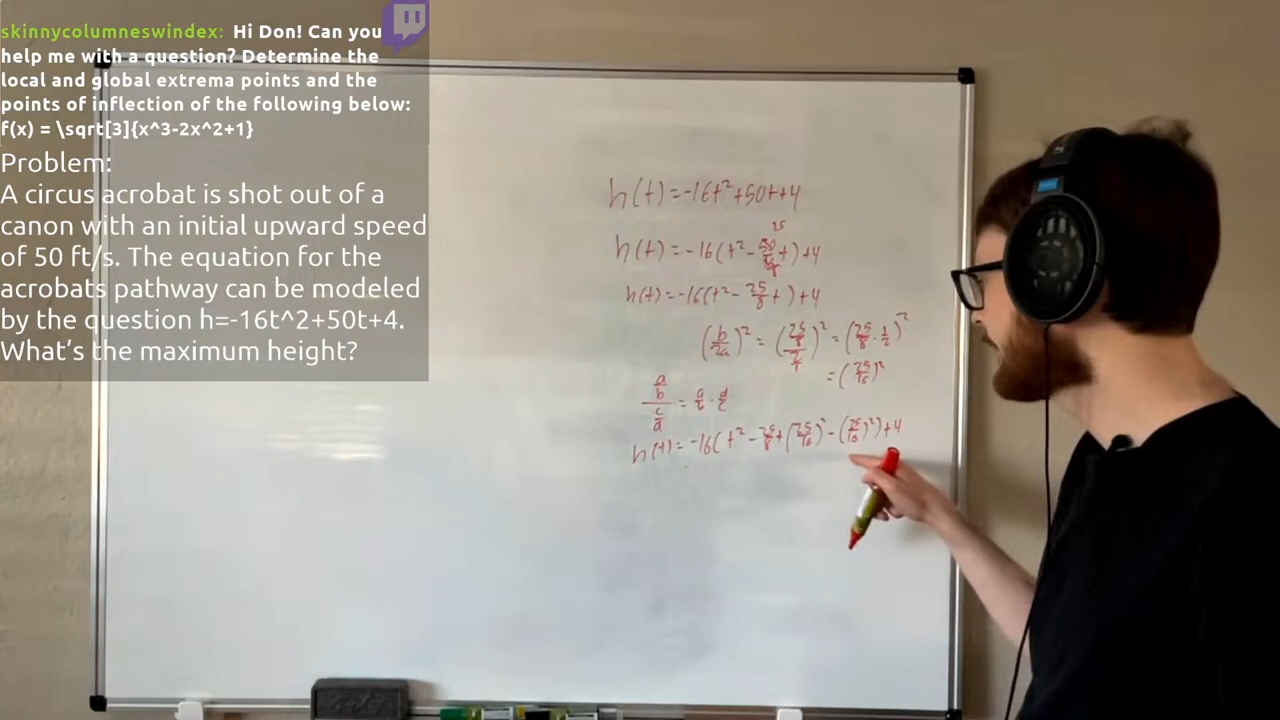 skinnycolumneswindex: Hi Don! Can you
help me with a question? Determine the
local and global extrema points and the
points of inflection of the following below:
f(x) = \sqrt[3]{x^3-2x^2+1}
Problem:
A circus acrobat is shot out of a
canon with an initial upward speed
of 50 ft/s. The equation for the
acrobats pathway can be modeled
by the question h=-16t^2+50t+4.
What's the maximum height?
h(t)=-16t²+50t+4
25
h(t)=-16(t²-50/16t)+4
8
h(t)=-16(t²-25/8t)+4
(b/2a)²=((25/8)/(2/1))²=(25/8·1/2)²
=(25/16)²
(a/b)/(c/d)=a/b·d/c
h(t)=-16(t²-25/8+(25/16)²-(25/16)²)+4